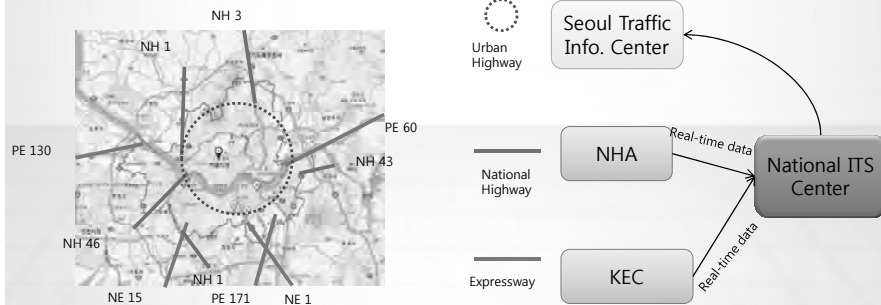 NH 3
NH 1
PE 60
PE 130
NH 43
NH 46
NH 1
NE 15
PE 171
NE 1
Urban
Highway
Seoul Traffic
Info. Center
National
Highway
NHA
Real-time data
National ITS
Center
Expressway
KEC
Real-time data